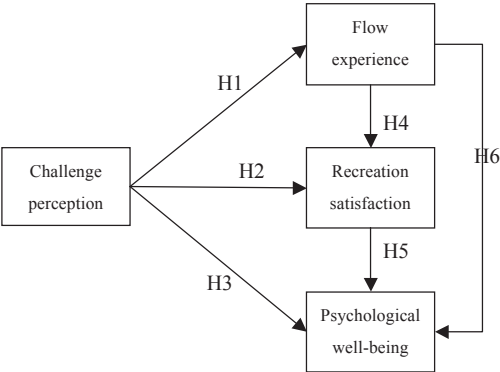 Flow
experience
H1
H4
H6
Challenge
perception
H2
Recreation
satisfaction
H3
H5
Psychological
well-being